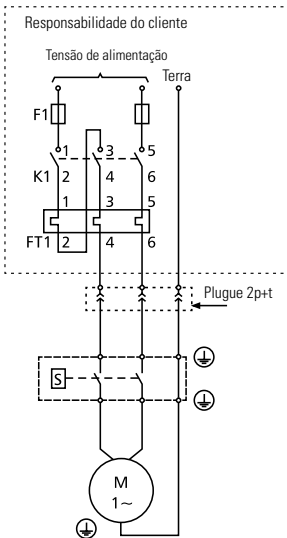 Responsabilidade do cliente
Tensão de alimentação
Terra
F1
1 3 5
K1 2 4 6
1 3 5
FT1 2 4 6
Plugue 2p+t
S
M
1~